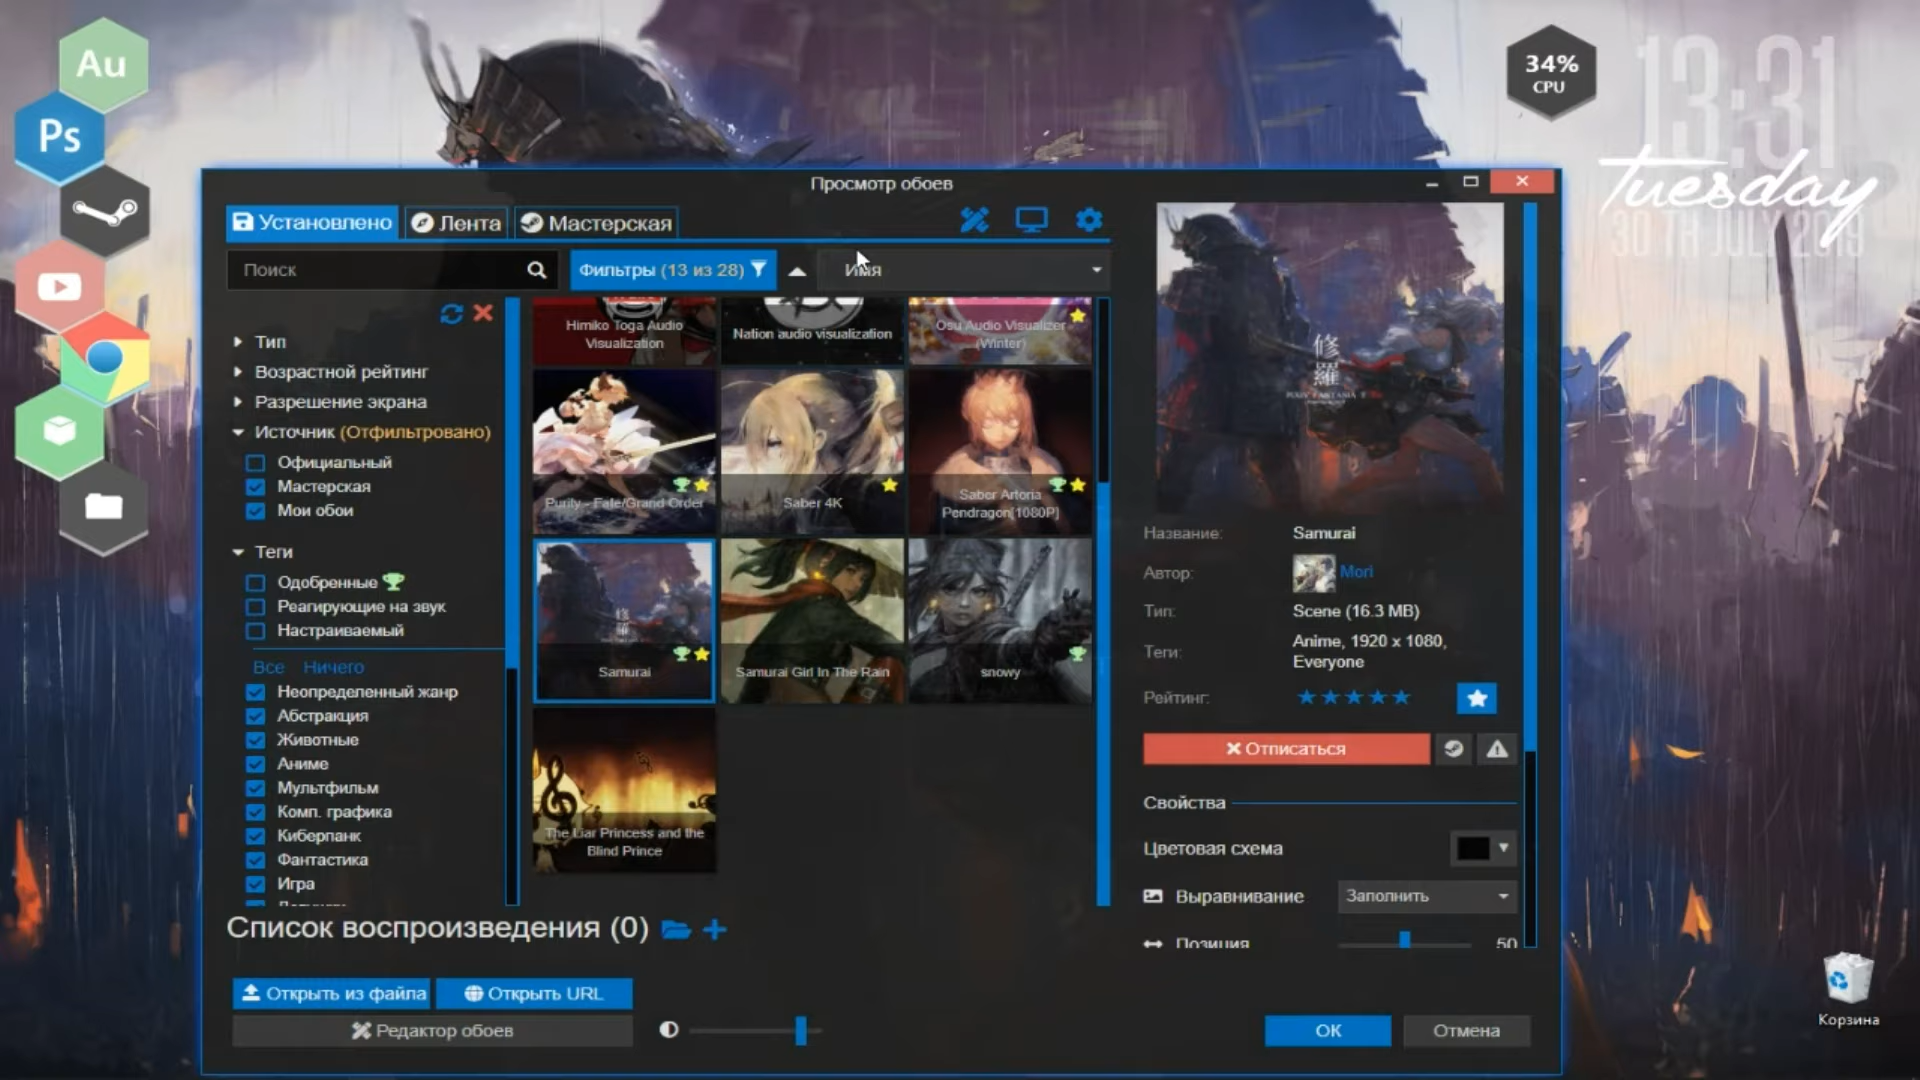 Au
Ps
34%
CPU
13:31
Tuesday
30 TH JULY 2019
Просмотр обоев
Установлено
Лента
Мастерская
Поиск
Фильтры (13 из 28)
Имя
Тип
Возрастной рейтинг
Разрешение экрана
Источник (Отфильтровано)
Официальный
Мастерская
Мои обои
Теги
Одобренные
Реагирующие на звук
Настраиваемый
Все Ничего
Неопределенный жанр
Абстракция
Животные
Аниме
Мультфильм
Комп. графика
Киберпанк
Фантастика
Игра
Himiko Toga Audio
Visualization
Nation audio visualization
Osu Audio Visualizer
(Winter)
Purity - Fate/Grand Order
Saber 4K
Saber Artoria
Pendragon[1080P]
修
羅
Samurai
Samurai Girl In The Rain
snowy
The Liar Princess and the
Blind Prince
修
羅
Название: Samurai
Автор: Mori
Тип: Scene (16.3 MB)
Теги: Anime, 1920 x 1080,
Everyone
Рейтинг:
Отписаться
Свойства
Цветовая схема
Выравнивание Заполнить
Позиция 50
Список воспроизведения (0)
Открыть из файла
Открыть URL
Редактор обоев
ОК
Отмена
Корзина